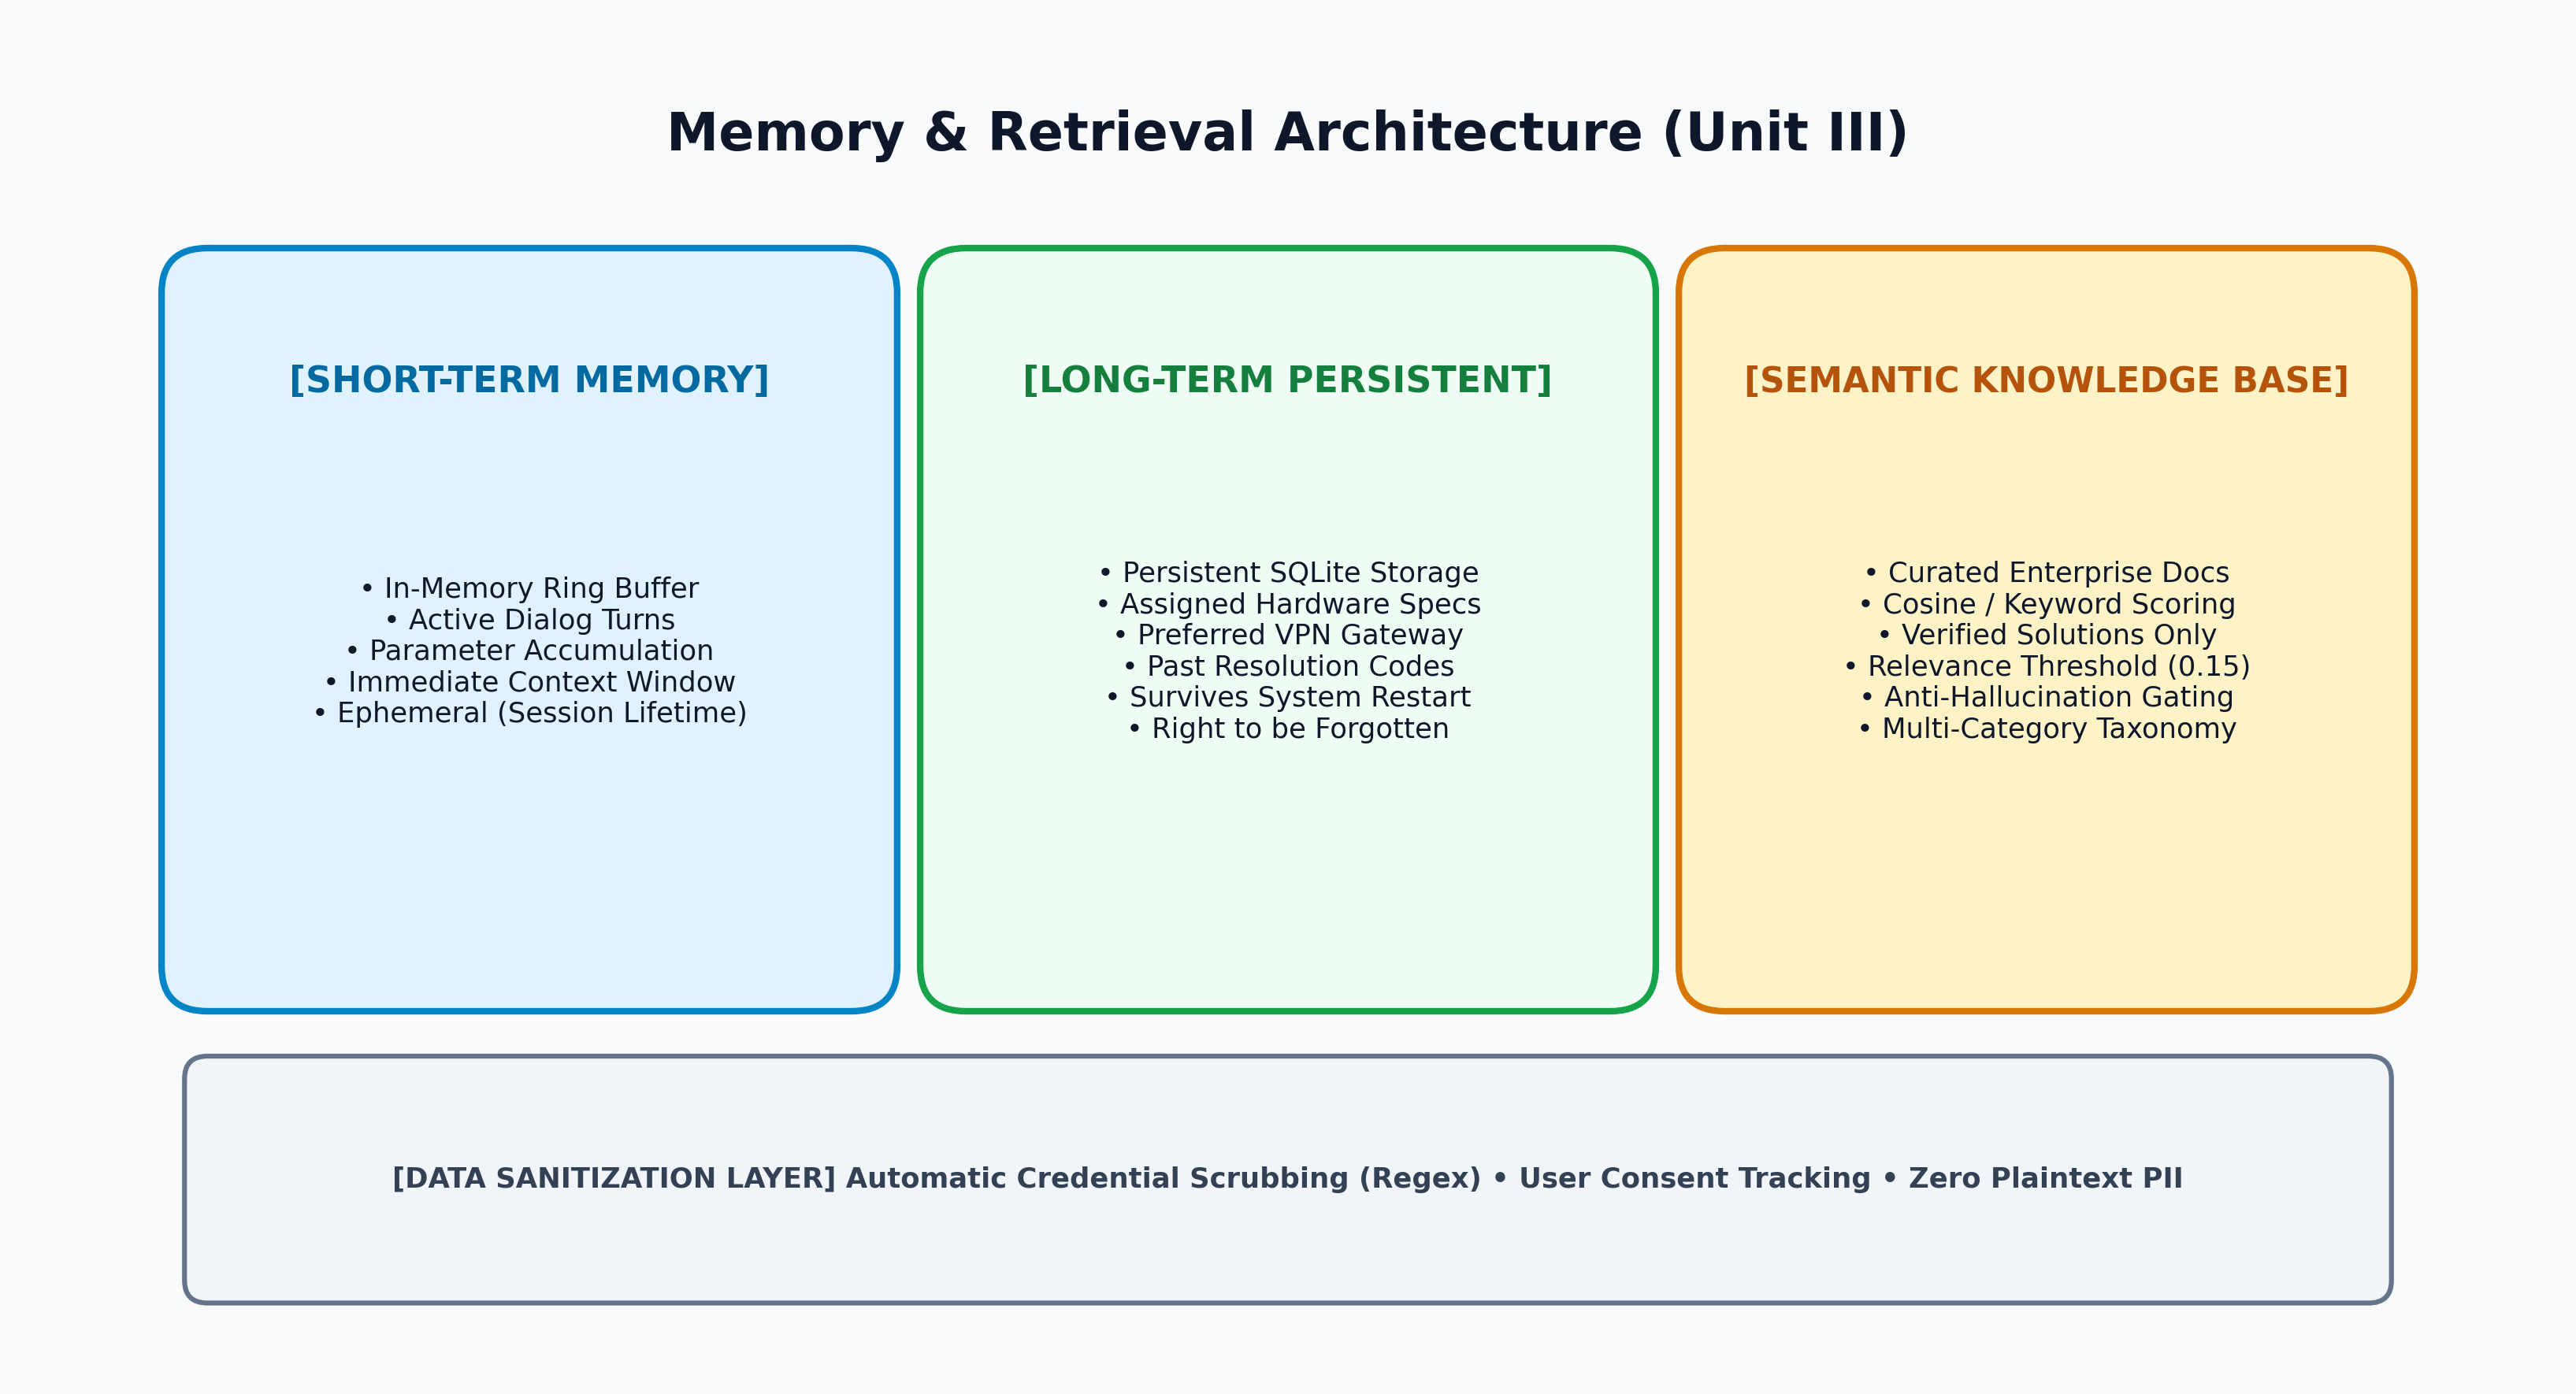 Memory & Retrieval Architecture (Unit III)
[SHORT-TERM MEMORY]
• In-Memory Ring Buffer
• Active Dialog Turns
• Parameter Accumulation
• Immediate Context Window
• Ephemeral (Session Lifetime)
[LONG-TERM PERSISTENT]
• Persistent SQLite Storage
• Assigned Hardware Specs
• Preferred VPN Gateway
• Past Resolution Codes
• Survives System Restart
• Right to be Forgotten
[SEMANTIC KNOWLEDGE BASE]
• Curated Enterprise Docs
• Cosine / Keyword Scoring
• Verified Solutions Only
• Relevance Threshold (0.15)
• Anti-Hallucination Gating
• Multi-Category Taxonomy
[DATA SANITIZATION LAYER] Automatic Credential Scrubbing (Regex) • User Consent Tracking • Zero Plaintext PII